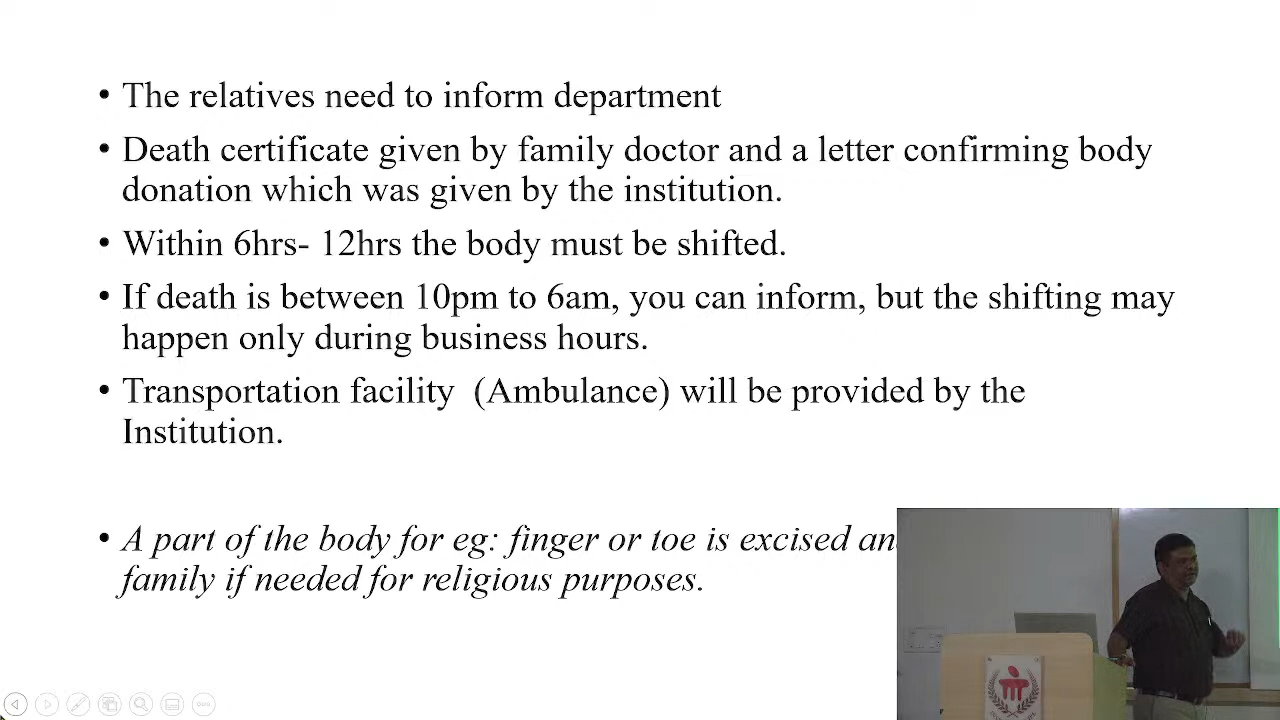 • The relatives need to inform department
• Death certificate given by family doctor and a letter confirming body
donation which was given by the institution.
• Within 6hrs- 12hrs the body must be shifted.
• If death is between 10pm to 6am, you can inform, but the shifting may
happen only during business hours.
• Transportation facility  (Ambulance) will be provided by the
Institution.
• A part of the body for eg: finger or toe is excised
family if needed for religious purposes.